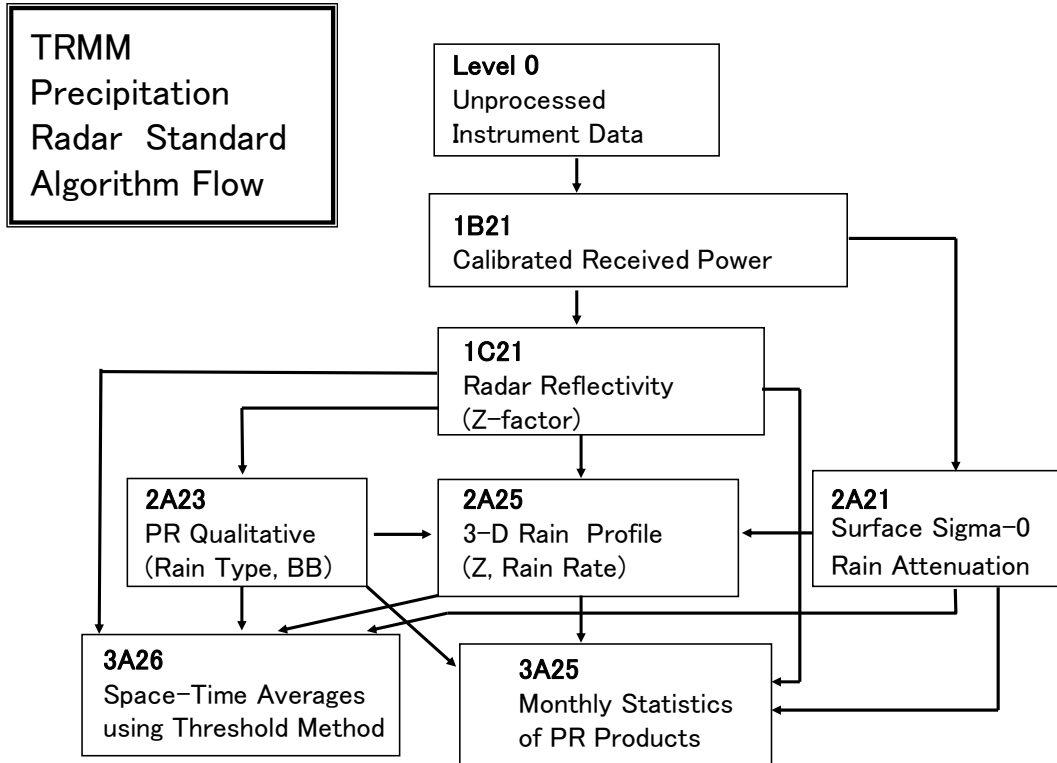 TRMM
Precipitation
Radar Standard
Algorithm Flow
Level 0
Unprocessed
Instrument Data
1B21
Calibrated Received Power
1C21
Radar Reflectivity
(Z-factor)
2A23
PR Qualitative
(Rain Type, BB)
2A25
3-D Rain Profile
(Z, Rain Rate)
2A21
Surface Sigma-0
Rain Attenuation
3A26
Space-Time Averages
using Threshold Method
3A25
Monthly Statistics
of PR Products